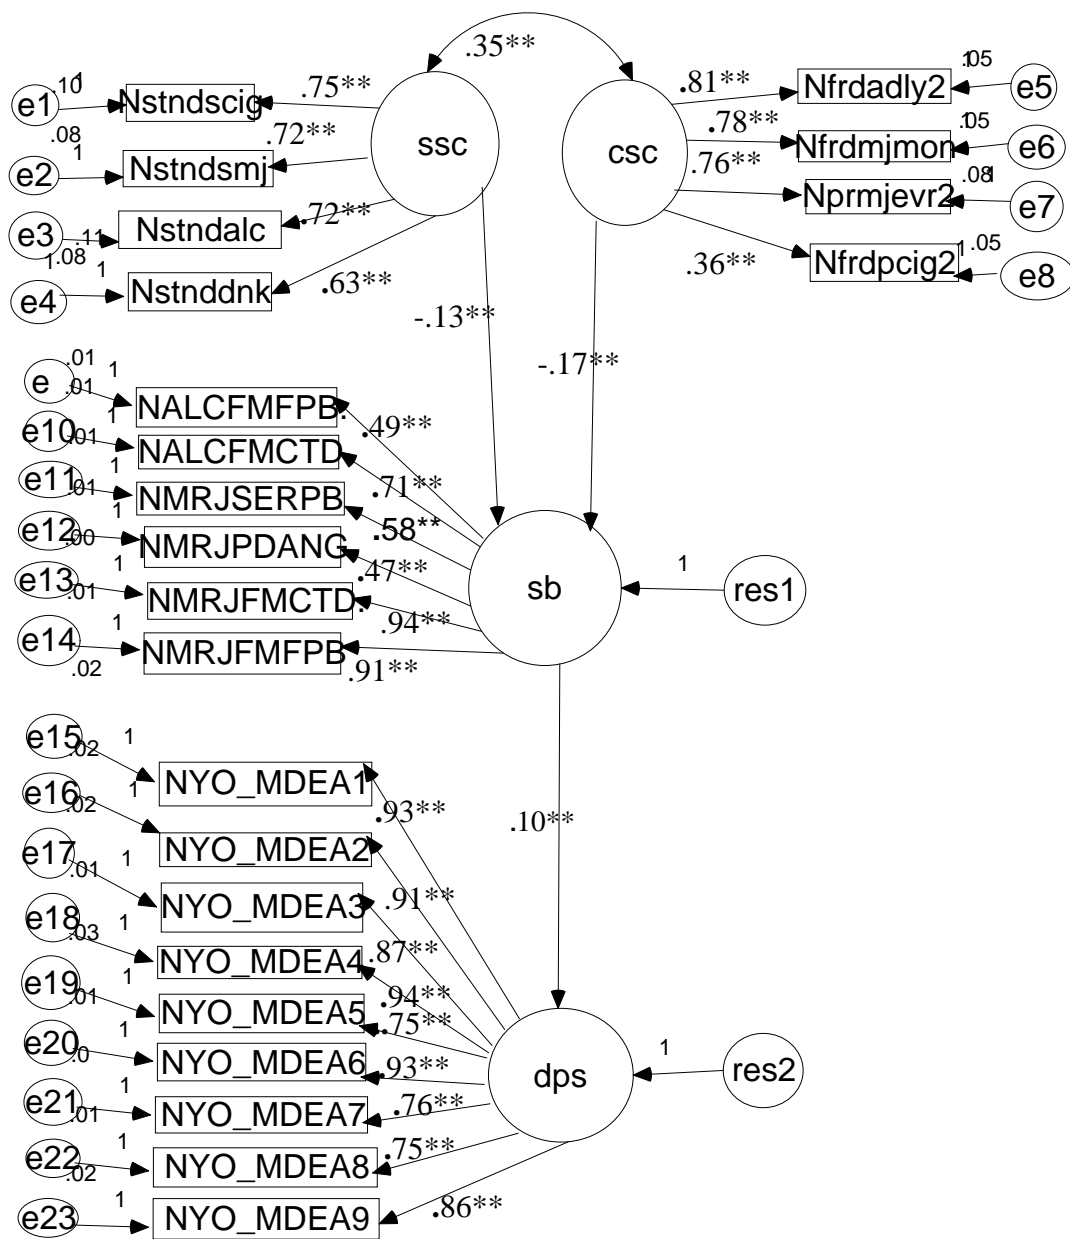 .35**
.10 1
e1 Nstndscig .75**
.08 1
e2 Nstndsmj .72**
e3 .11 Nstndalc .72**
1 .08 1
e4 Nstnddnk .63**
ssc
csc
.81** Nfrdadly2 1 .05 e5
.78** Nfrdmjmon 1 .05 e6
.76** Nprmjevr2 .08 1 e7
.36** Nfrdpcig2 1 .05 e8
-.13**
-.17**
e .01 1
NALCFMFPB. .49**
e10 .01 1
NALCFMCTD .71**
e11 .01 1
NMRJSERPB .58**
e12 .01 1
NMRJPDANG .47**
e13 .00 1
NMRJFMCTD. .94**
e14 .01 1
NMRJFMFPB .91**
.02
sb
1
res1
.10**
e15 .02 1
NYO_MDEA1 .93**
e16 .02 1
NYO_MDEA2 .91**
e17 .01 1
NYO_MDEA3 .87**
e18 .03 1
NYO_MDEA4 .94**
e19 .01 1
NYO_MDEA5 .75**
e20 .0 1
NYO_MDEA6 .93**
e21 .01 1
NYO_MDEA7 .76**
e22 .02 1
NYO_MDEA8 .75**
e23 1
NYO_MDEA9 .86**
dps
1
res2